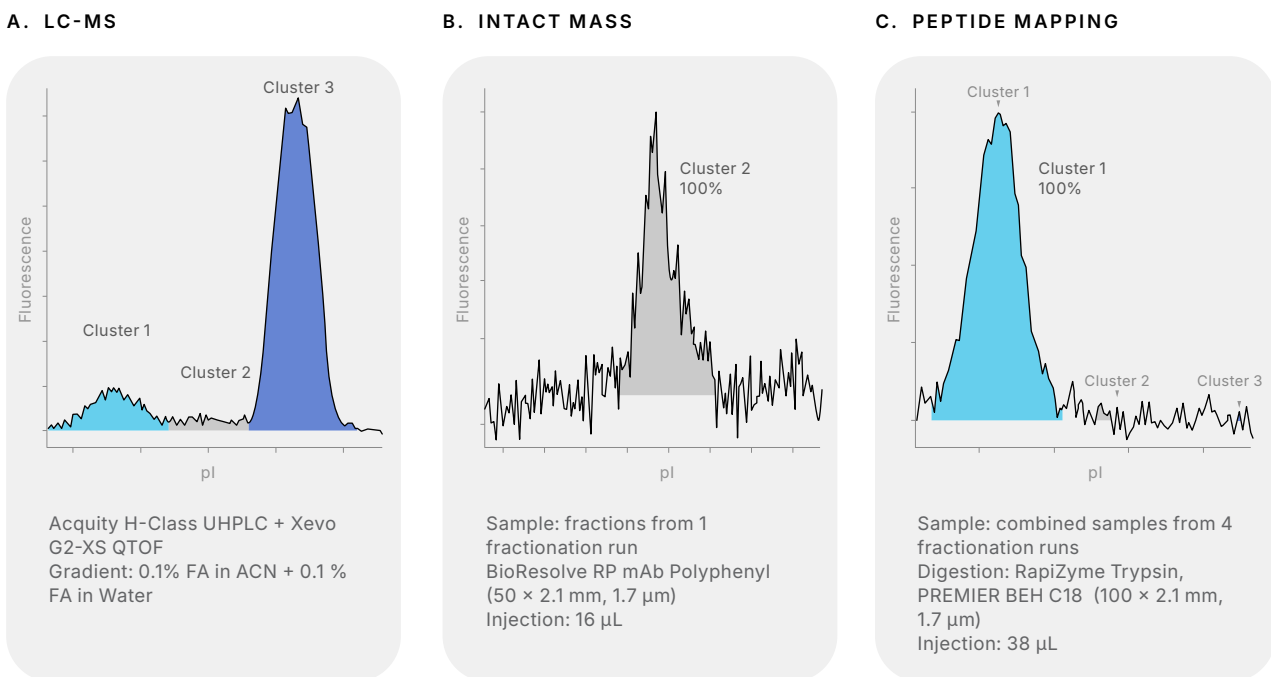 A. LC-MS
Cluster 3
Cluster 1
Cluster 2
Fluorescence
pI
Acquity H-Class UHPLC + Xevo
G2-XS QTOF
Gradient: 0.1% FA in ACN + 0.1 %
FA in Water
B. INTACT MASS
Cluster 2
100%
Fluorescence
pI
Sample: fractions from 1
fractionation run
BioResolve RP mAb Polyphenyl
(50 × 2.1 mm, 1.7 µm)
Injection: 16 µL
C. PEPTIDE MAPPING
Cluster 1
Cluster 1
100%
Cluster 2
Cluster 3
Fluorescence
pI
Sample: combined samples from 4
fractionation runs
Digestion: RapiZyme Trypsin,
PREMIER BEH C18 (100 × 2.1 mm,
1.7 µm)
Injection: 38 µL